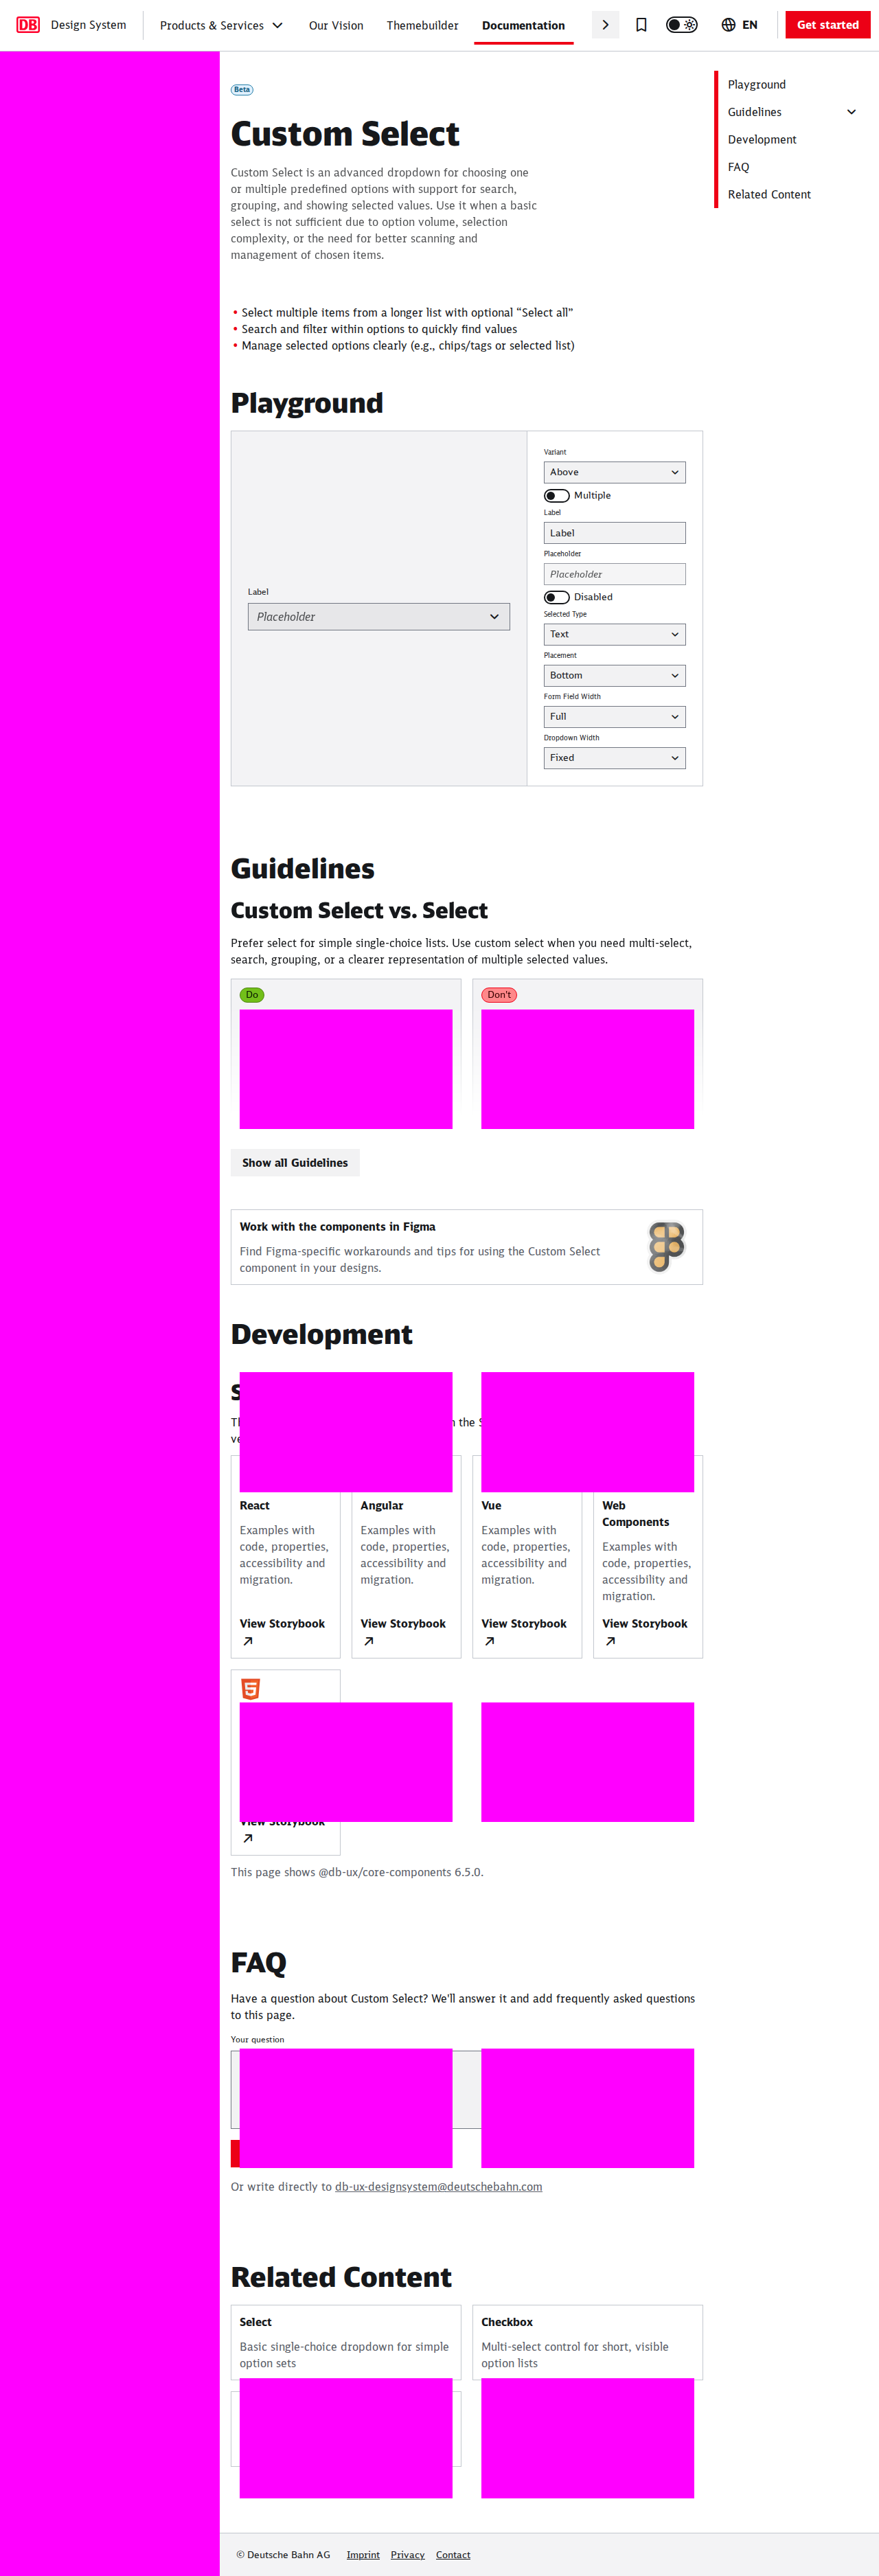 DB Design System Products & Services Our Vision Themebuilder Documentation EN Get started
Beta
Custom Select
Custom Select is an advanced dropdown for choosing one
or multiple predefined options with support for search,
grouping, and showing selected values. Use it when a basic
select is not sufficient due to option volume, selection
complexity, or the need for better scanning and
management of chosen items.
Playground
Guidelines
Development
FAQ
Related Content
• Select multiple items from a longer list with optional “Select all”
• Search and filter within options to quickly find values
• Manage selected options clearly (e.g., chips/tags or selected list)
Playground
Label
Placeholder
Variant
Above
Multiple
Label
Label
Placeholder
Placeholder
Disabled
Selected Type
Text
Placement
Bottom
Form Field Width
Full
Dropdown Width
Fixed
Guidelines
Custom Select vs. Select
Prefer select for simple single-choice lists. Use custom select when you need multi-select,
search, grouping, or a clearer representation of multiple selected values.
Do
Don't
Show all Guidelines
Work with the components in Figma
Find Figma-specific workarounds and tips for using the Custom Select
component in your designs.
Development
the
React
Examples with
code, properties,
accessibility and
migration.
View Storybook
Angular
Examples with
code, properties,
accessibility and
migration.
View Storybook
Vue
Examples with
code, properties,
accessibility and
migration.
View Storybook
Web
Components
Examples with
code, properties,
accessibility and
migration.
View Storybook
View Storybook
This page shows @db-ux/core-components 6.5.0.
FAQ
Have a question about Custom Select? We'll answer it and add frequently asked questions
to this page.
Your question
Or write directly to db-ux-designsystem@deutschebahn.com
Related Content
Select
Basic single-choice dropdown for simple
option sets
Checkbox
Multi-select control for short, visible
option lists
© Deutsche Bahn AG Imprint Privacy Contact